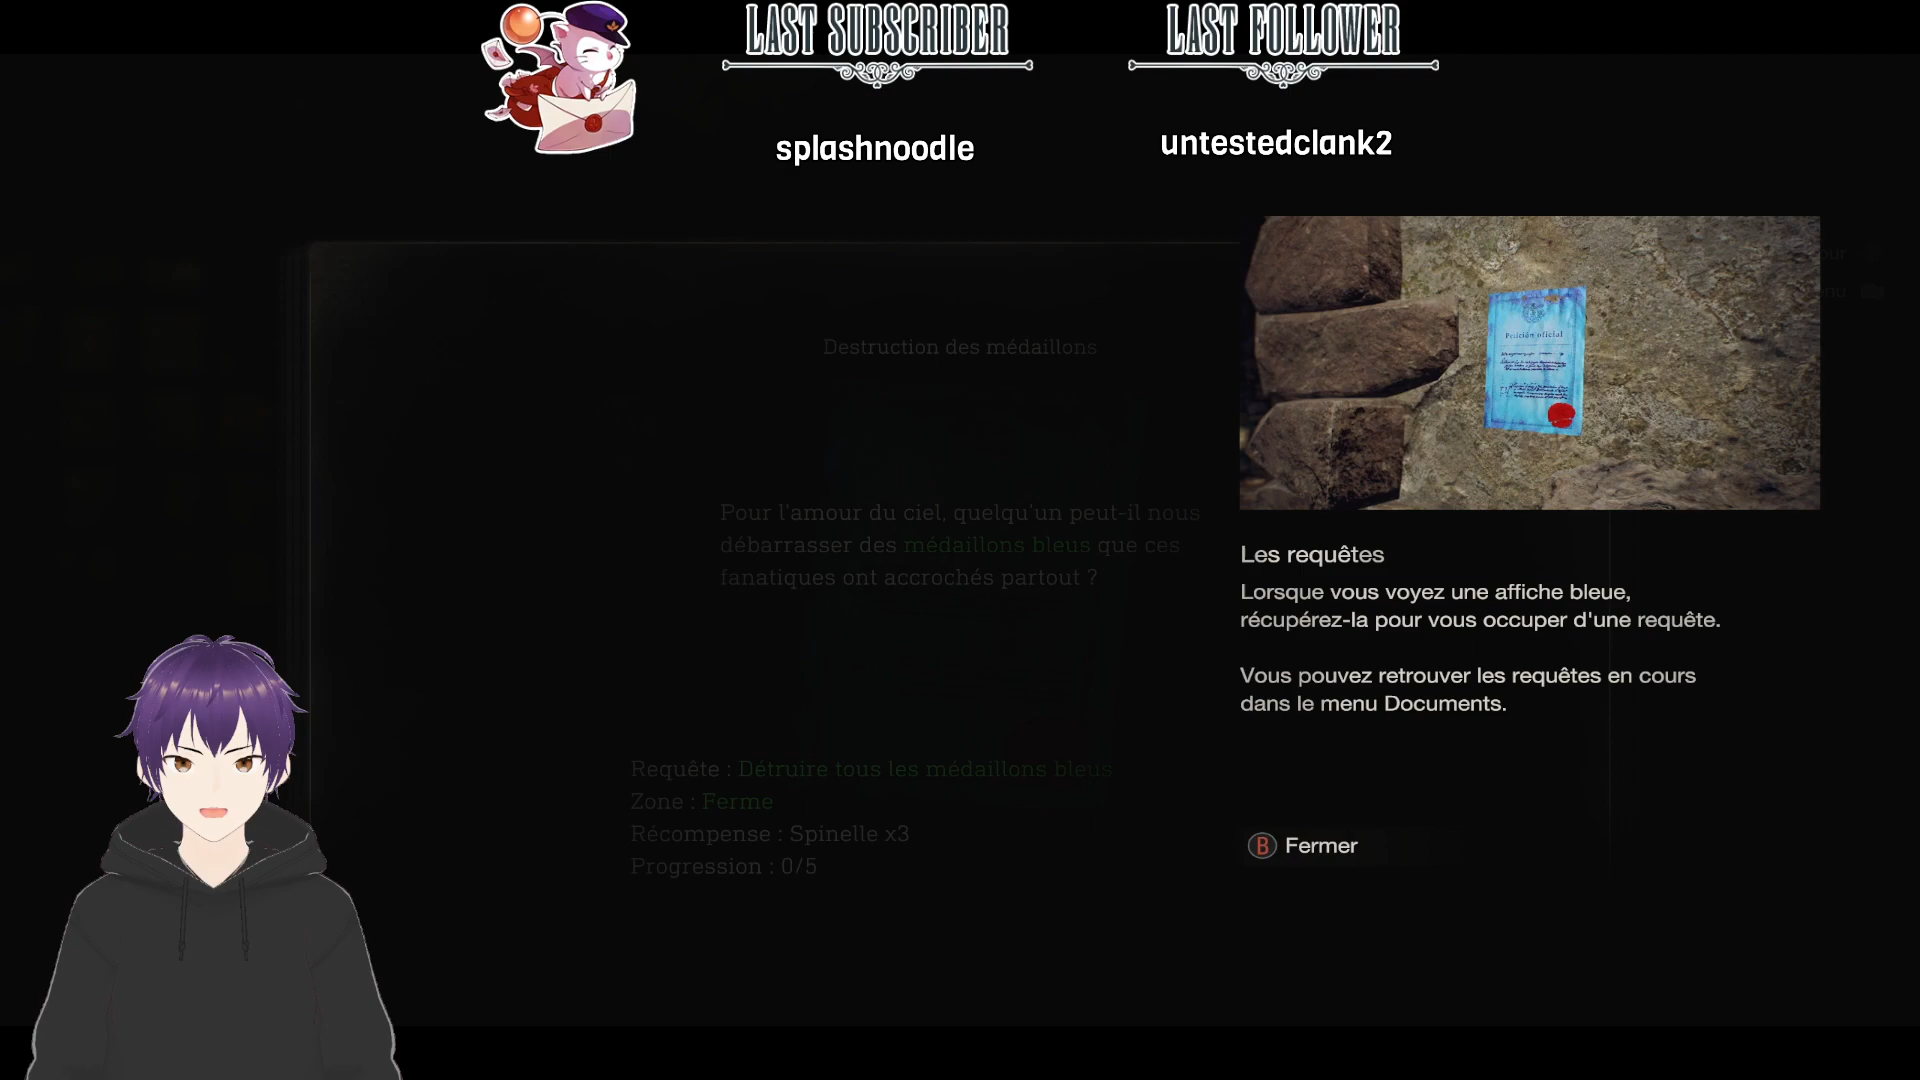 LAST SUBSCRIBER
LAST FOLLOWER
splashnoodle
untestedclank2
Destruction des médaillons
Pour l'amour du ciel, quelqu'un peut-il nous
débarrasser des médaillons bleus que ces
fanatiques ont accrochés partout ?
Requête : Détruire tous les médaillons bleus
Zone : Ferme
Récompense : Spinelle x3
Progression : 0/5
Petición oficial
Les requêtes
Lorsque vous voyez une affiche bleue,
récupérez-la pour vous occuper d'une requête.
Vous pouvez retrouver les requêtes en cours
dans le menu Documents.
B Fermer